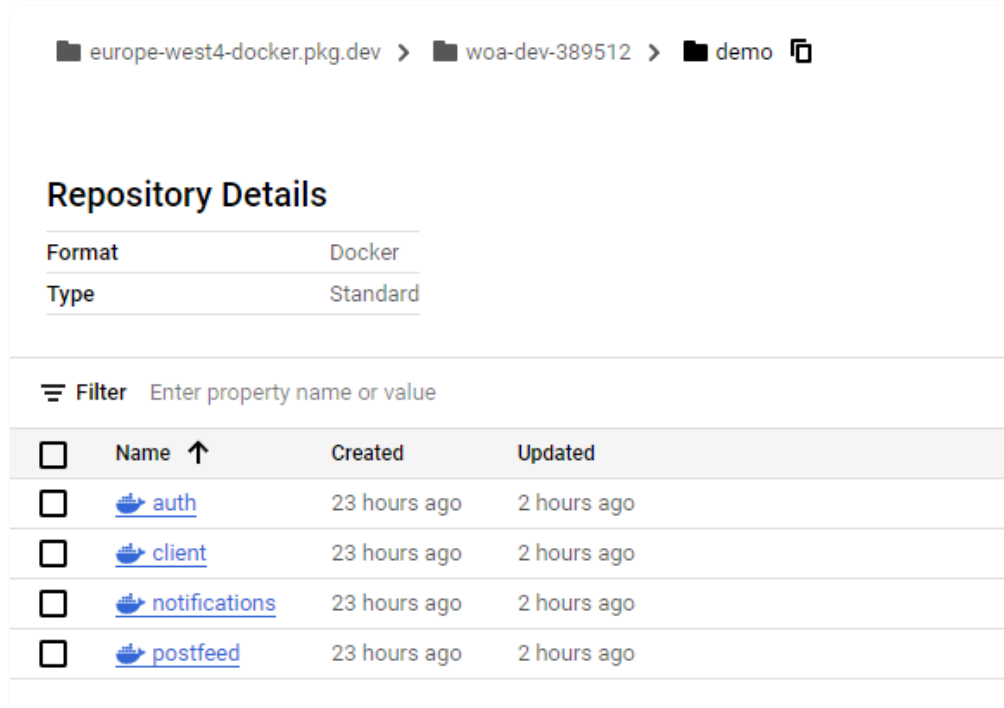 europe-west4-docker.pkg.dev > woa-dev-389512 > demo
Repository Details
Format Docker
Type Standard
Filter Enter property name or value
Name Created Updated
auth 23 hours ago 2 hours ago
client 23 hours ago 2 hours ago
notifications 23 hours ago 2 hours ago
postfeed 23 hours ago 2 hours ago